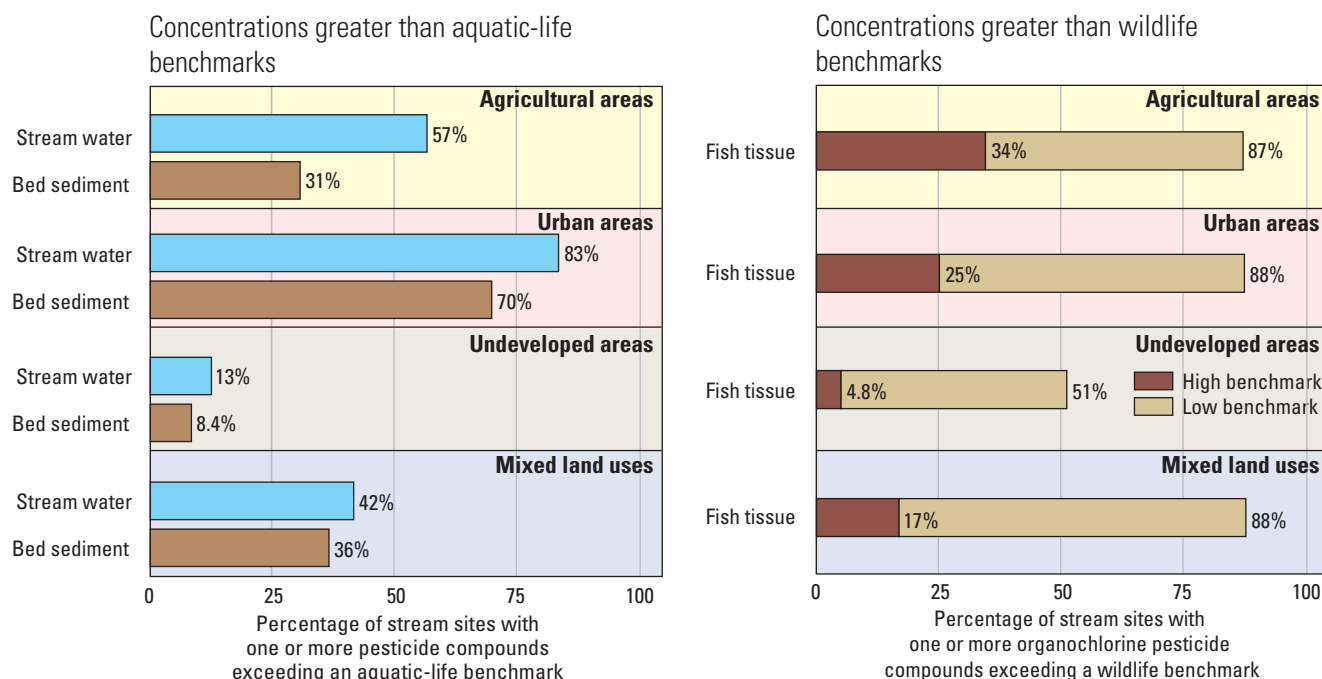 Concentrations greater than aquatic-life
benchmarks
Agricultural areas
Stream water
57%
Bed sediment
31%
Urban areas
Stream water
83%
Bed sediment
70%
Undeveloped areas
Stream water
13%
Bed sediment
8.4%
Mixed land uses
Stream water
42%
Bed sediment
36%
0 25 50 75 100
Percentage of stream sites with
one or more pesticide compounds
exceeding an aquatic-life benchmark
Concentrations greater than wildlife
benchmarks
Agricultural areas
Fish tissue
34%
87%
Urban areas
Fish tissue
25%
88%
Undeveloped areas
Fish tissue
4.8%
51%
High benchmark
Low benchmark
Mixed land uses
Fish tissue
17%
88%
0 25 50 75 100
Percentage of stream sites with
one or more organochlorine pesticide
compounds exceeding a wildlife benchmark